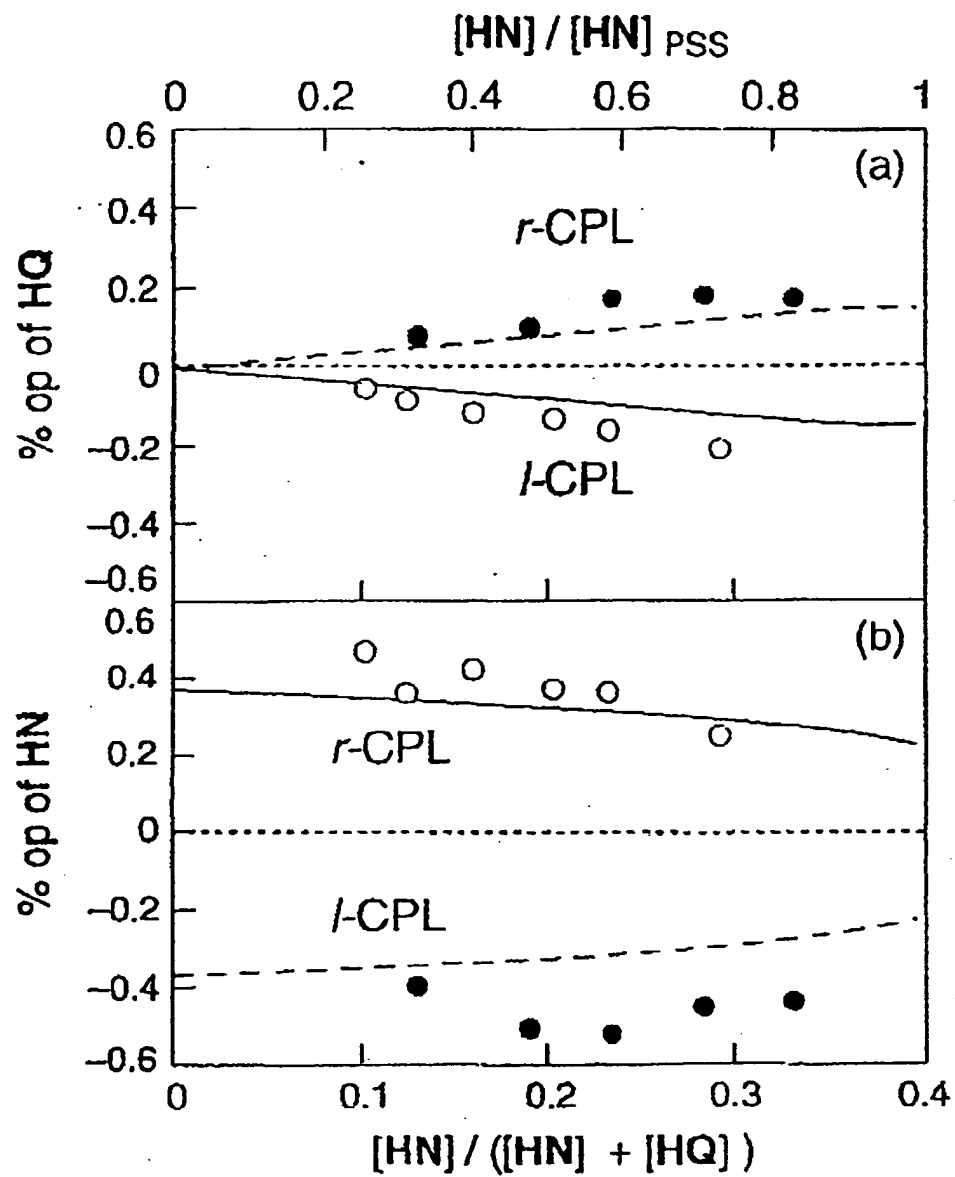 [HN] / [HN] PSS
0 0.2 0.4 0.6 0.8 1
0.6
(a)
0.4
r-CPL
0.2
0
−0.2
l-CPL
−0.4
−0.6
% op of HQ
0.6
(b)
0.4
r-CPL
0.2
0
−0.2
l-CPL
−0.4
−0.6
% op of HN
0 0.1 0.2 0.3 0.4
[HN] / ([HN] + [HQ] )